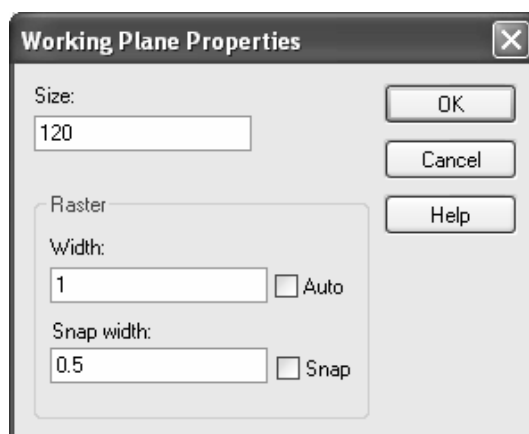 Working Plane Properties
Size:
120
OK
Cancel
Help
Raster
Width:
1
Auto
Snap width:
0.5
Snap